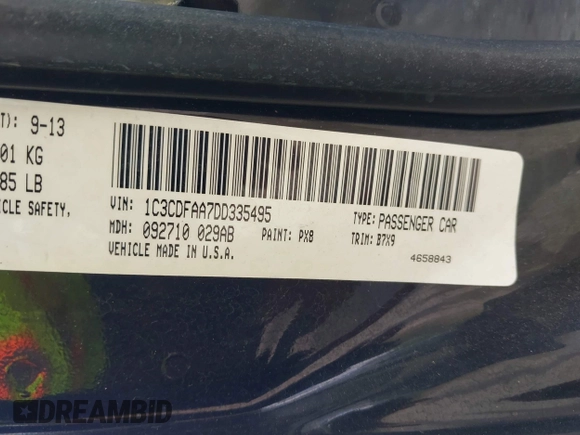 T): 9-13
01 KG
85 LB
ICLE SAFETY,
VIN: 1C3CDFAA7DD335495
TYPE: PASSENGER CAR
MDH: 092710 029AB
PAINT: PX8
TRIM: B7X9
VEHICLE MADE IN U.S.A.
4658843
DREAMBID